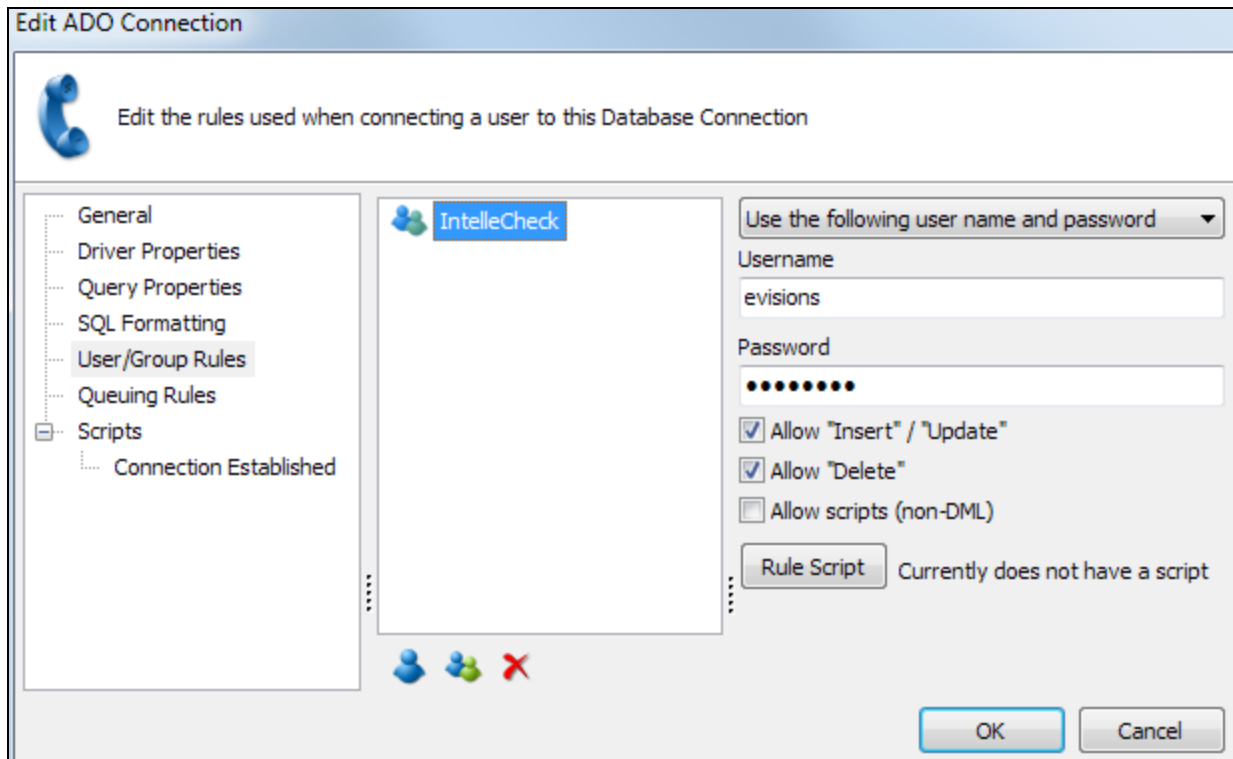 Edit ADO Connection
Edit the rules used when connecting a user to this Database Connection
General
Driver Properties
Query Properties
SQL Formatting
User/Group Rules
Queuing Rules
Scripts
Connection Established
IntelleCheck
Use the following user name and password
Username
evisions
Password
••••••••
Allow "Insert" / "Update"
Allow "Delete"
Allow scripts (non-DML)
Rule Script Currently does not have a script
OK Cancel